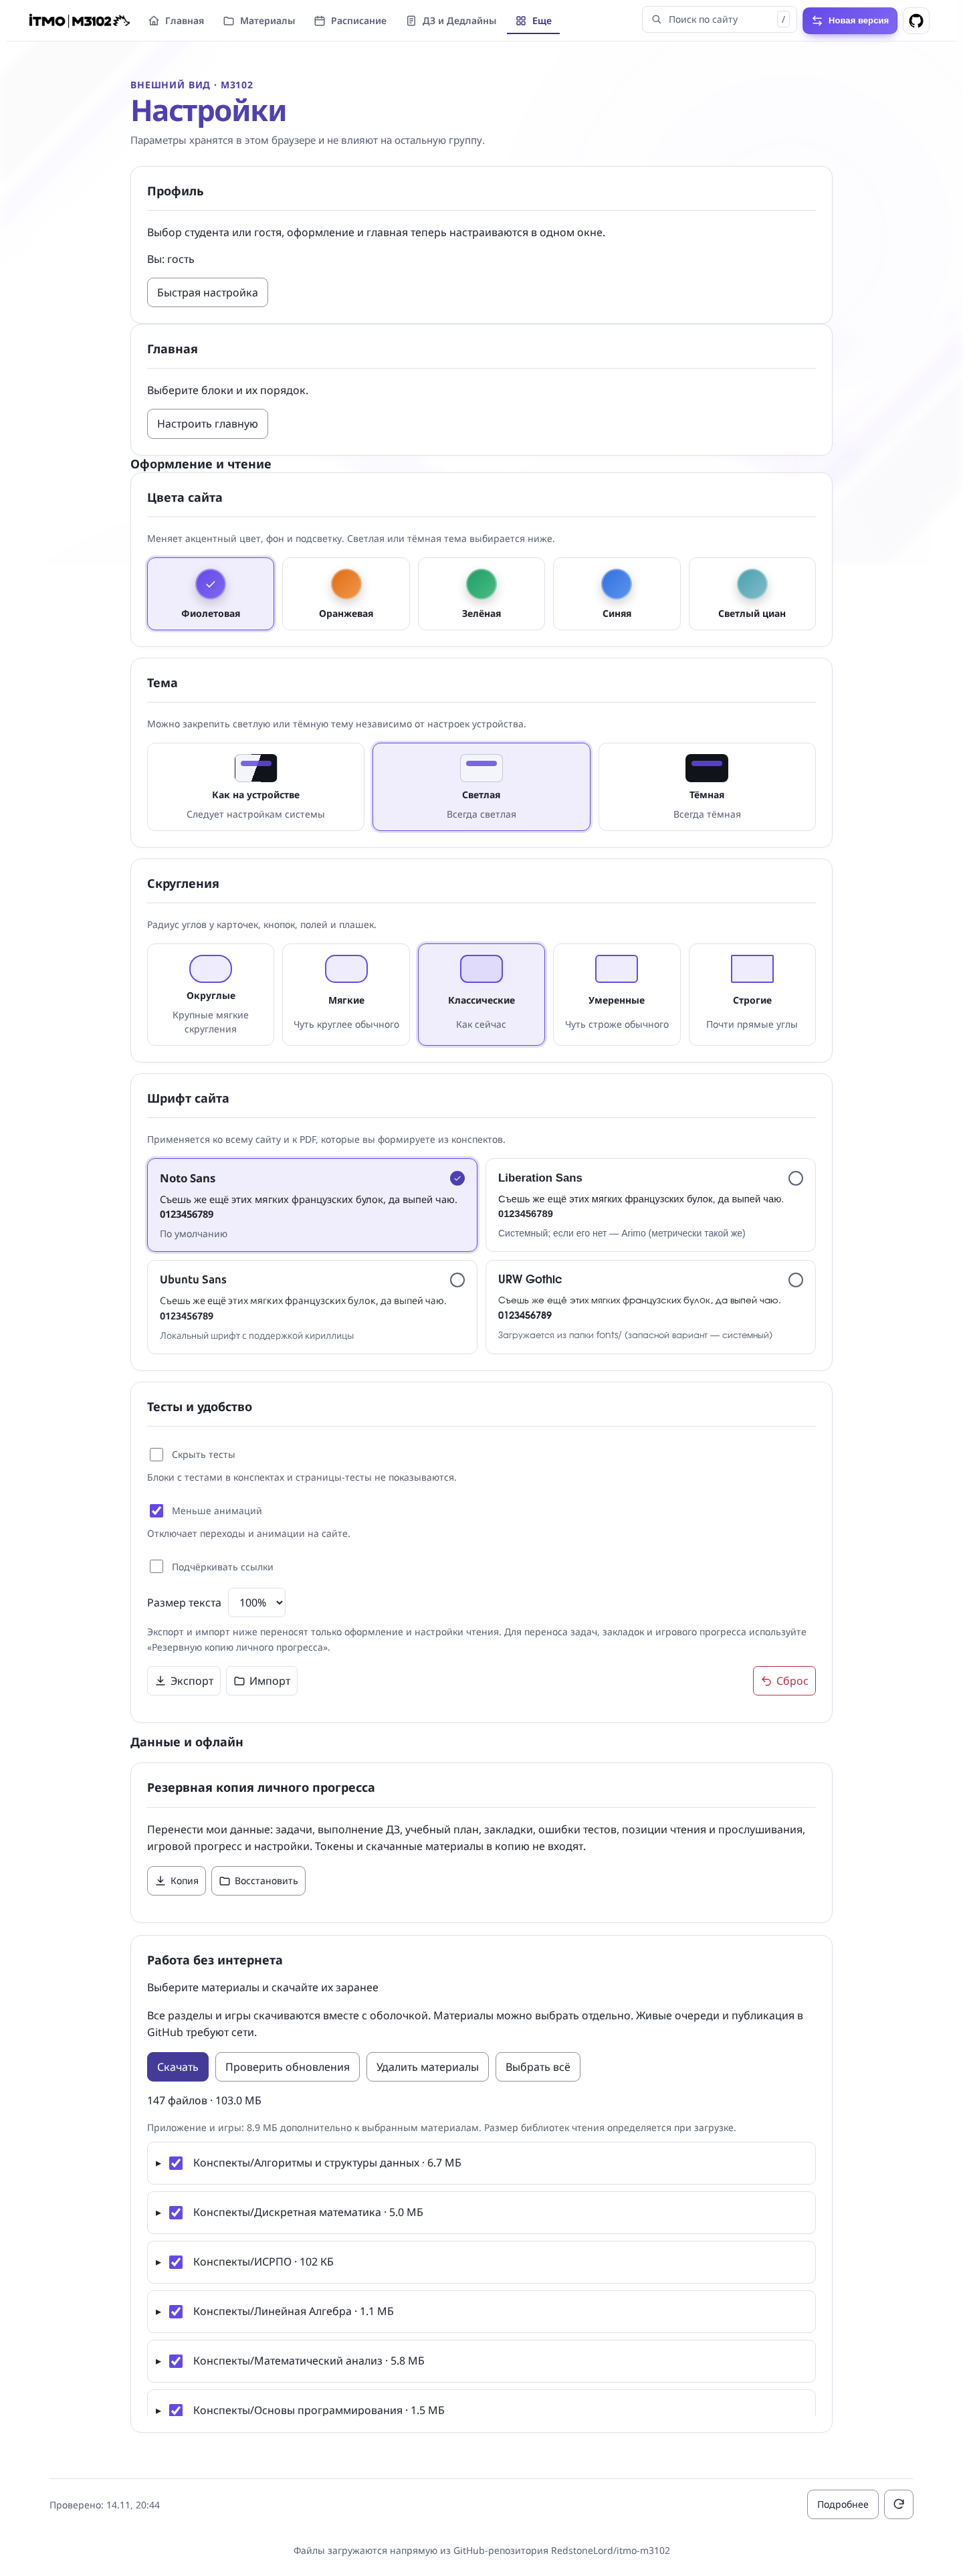 iTMO | M3102
Главная
Материалы
Расписание
ДЗ и Дедлайны
Еще
Поиск по сайту
/
Новая версия
ВНЕШНИЙ ВИД · M3102
Настройки
Параметры хранятся в этом браузере и не влияют на остальную группу.
Профиль
Выбор студента или гостя, оформление и главная теперь настраиваются в одном окне.
Вы: гость
Быстрая настройка
Главная
Выберите блоки и их порядок.
Настроить главную
Оформление и чтение
Цвета сайта
Меняет акцентный цвет, фон и подсветку. Светлая или тёмная тема выбирается ниже.
Фиолетовая
Оранжевая
Зелёная
Синяя
Светлый циан
Тема
Можно закрепить светлую или тёмную тему независимо от настроек устройства.
Как на устройстве
Следует настройкам системы
Светлая
Всегда светлая
Тёмная
Всегда тёмная
Скругления
Радиус углов у карточек, кнопок, полей и плашек.
Округлые
Крупные мягкие
скругления
Мягкие
Чуть круглее обычного
Классические
Как сейчас
Умеренные
Чуть строже обычного
Строгие
Почти прямые углы
Шрифт сайта
Применяется ко всему сайту и к PDF, которые вы формируете из конспектов.
Noto Sans
Съешь же ещё этих мягких французских булок, да выпей чаю.
0123456789
По умолчанию
Liberation Sans
Съешь же ещё этих мягких французских булок, да выпей чаю.
0123456789
Системный; если его нет — Arimo (метрически такой же)
Ubuntu Sans
Съешь же ещё этих мягких французских булок, да выпей чаю.
0123456789
Локальный шрифт с поддержкой кириллицы
URW Gothic
Съешь же ещё этих мягких французских булок, да выпей чаю.
0123456789
Загружается из папки fonts/ (запасной вариант — системный)
Тесты и удобство
Скрыть тесты
Блоки с тестами в конспектах и страницы-тесты не показываются.
Меньше анимаций
Отключает переходы и анимации на сайте.
Подчёркивать ссылки
Размер текста 100%
Экспорт и импорт ниже переносят только оформление и настройки чтения. Для переноса задач, закладок и игрового прогресса используйте
«Резервную копию личного прогресса».
Экспорт
Импорт
Сброс
Данные и офлайн
Резервная копия личного прогресса
Перенести мои данные: задачи, выполнение ДЗ, учебный план, закладки, ошибки тестов, позиции чтения и прослушивания,
игровой прогресс и настройки. Токены и скачанные материалы в копию не входят.
Копия
Восстановить
Работа без интернета
Выберите материалы и скачайте их заранее
Все разделы и игры скачиваются вместе с оболочкой. Материалы можно выбрать отдельно. Живые очереди и публикация в
GitHub требуют сети.
Скачать
Проверить обновления
Удалить материалы
Выбрать всё
147 файлов · 103.0 МБ
Приложение и игры: 8.9 МБ дополнительно к выбранным материалам. Размер библиотек чтения определяется при загрузке.
Конспекты/Алгоритмы и структуры данных · 6.7 МБ
Конспекты/Дискретная математика · 5.0 МБ
Конспекты/ИСРПО · 102 КБ
Конспекты/Линейная Алгебра · 1.1 МБ
Конспекты/Математический анализ · 5.8 МБ
Конспекты/Основы программирования · 1.5 МБ
Проверено: 14.11, 20:44
Подробнее
Файлы загружаются напрямую из GitHub-репозитория RedstoneLord/itmo-m3102